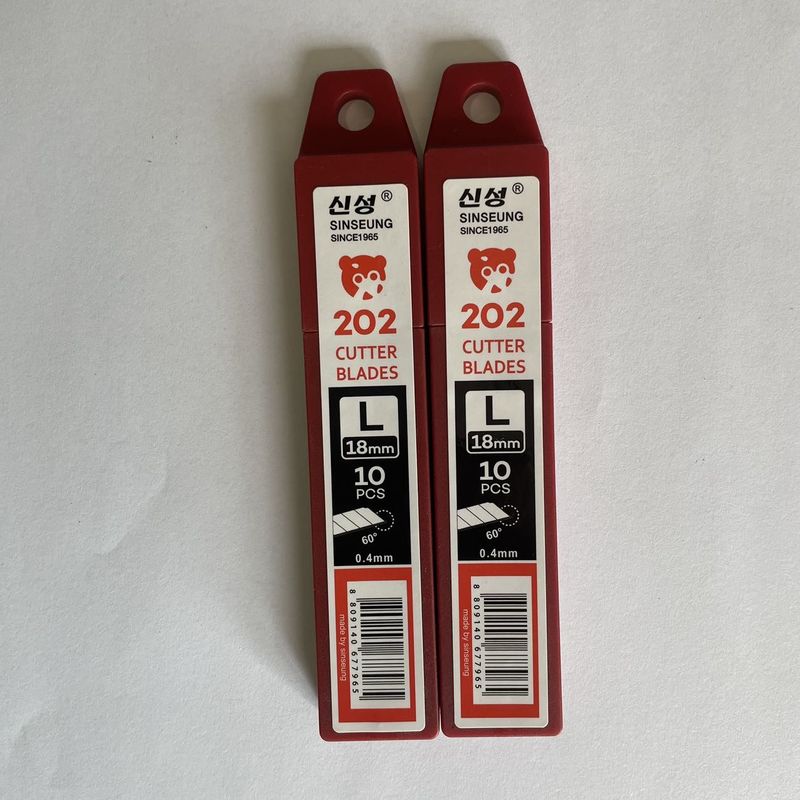 신성®
SINSEUNG
SINCE1965
202
CUTTER
BLADES
L
18mm
10
PCS
60°
0.4mm
8 809140 677965
made by sinseung
신성®
SINSEUNG
SINCE1965
202
CUTTER
BLADES
L
18mm
10
PCS
60°
0.4mm
8 809140 677965
made by sinseung